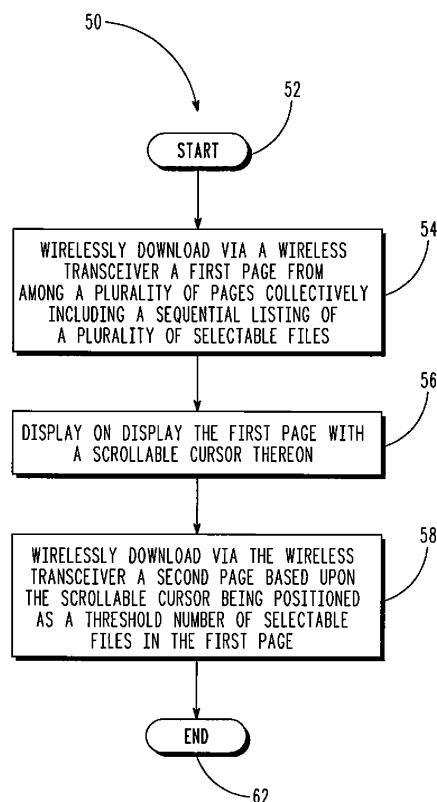 50
52
START
54
WIRELESSLY DOWNLOAD VIA A WIRELESS
TRANSCEIVER A FIRST PAGE FROM
AMONG A PLURALITY OF PAGES COLLECTIVELY
INCLUDING A SEQUENTIAL LISTING OF
A PLURALITY OF SELECTABLE FILES
56
DISPLAY ON DISPLAY THE FIRST PAGE WITH
A SCROLLABLE CURSOR THEREON
58
WIRELESSLY DOWNLOAD VIA THE WIRELESS
TRANSCEIVER A SECOND PAGE BASED UPON
THE SCROLLABLE CURSOR BEING POSITIONED
AS A THRESHOLD NUMBER OF SELECTABLE
FILES IN THE FIRST PAGE
END
62